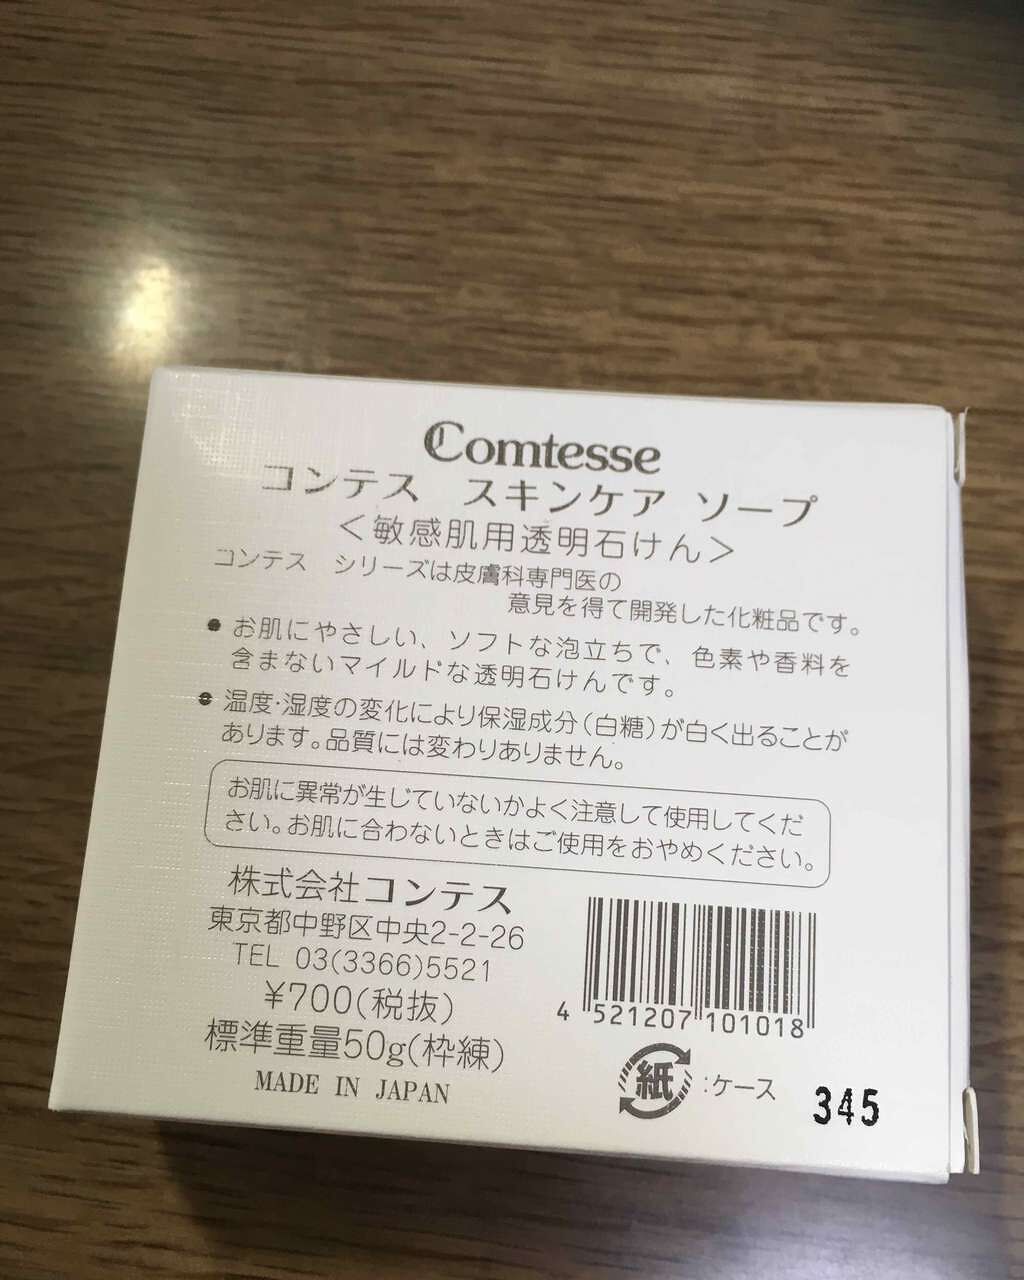 Comtesse
コンテス　スキンケア ソープ
＜敏感肌用透明石けん＞
コンテス　シリーズは皮膚科専門医の
意見を得て開発した化粧品です。
● お肌にやさしい、ソフトな泡立ちで、色素や香料を
含まないマイルドな透明石けんです。
● 温度・湿度の変化により保湿成分(白糖)が白く出ることが
あります。品質には変わりありません。
お肌に異常が生じていないかよく注意して使用してくだ
さい。お肌に合わないときはご使用をおやめください。
株式会社コンテス
東京都中野区中央2-2-26
TEL 03(3366)5521
¥700(税抜)
標準重量50g(枠練)
MADE IN JAPAN
4 521207 101018
紙 :ケース
345